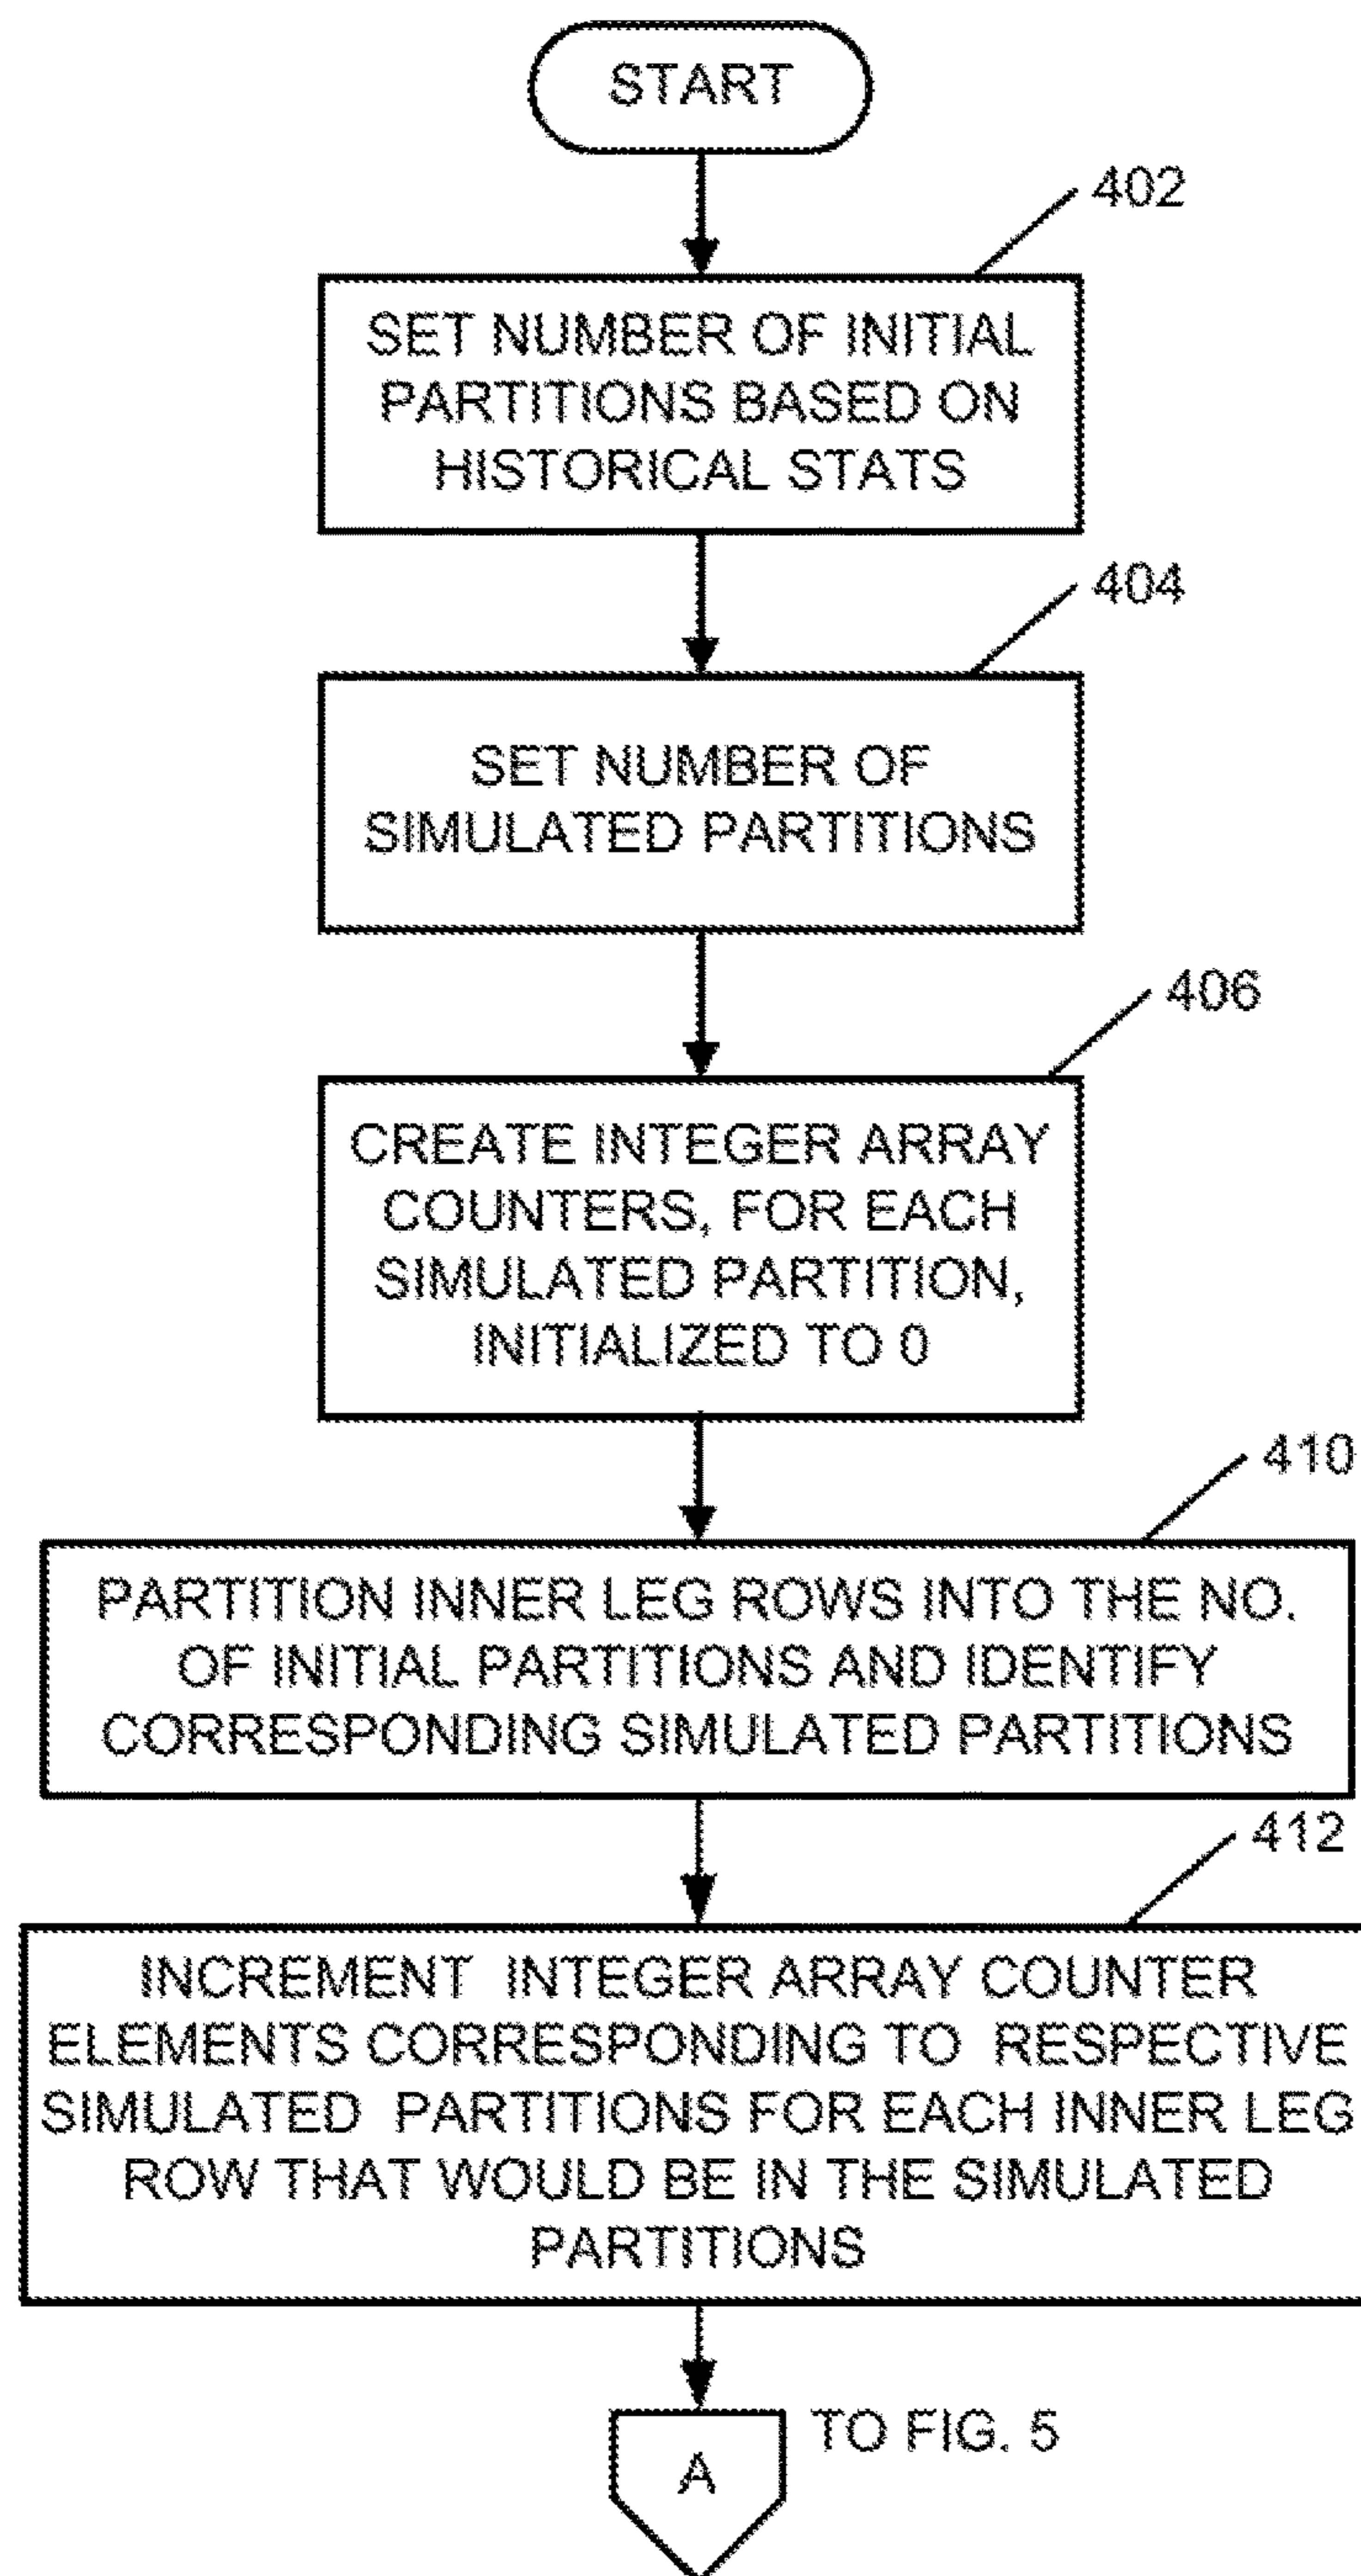 START
402
SET NUMBER OF INITIAL
PARTITIONS BASED ON
HISTORICAL STATS
404
SET NUMBER OF
SIMULATED PARTITIONS
406
CREATE INTEGER ARRAY
COUNTERS, FOR EACH
SIMULATED PARTITION,
INITIALIZED TO 0
410
PARTITION INNER LEG ROWS INTO THE NO.
OF INITIAL PARTITIONS AND IDENTIFY
CORRESPONDING SIMULATED PARTITIONS
412
INCREMENT INTEGER ARRAY COUNTER
ELEMENTS CORRESPONDING TO RESPECTIVE
SIMULATED PARTITIONS FOR EACH INNER LEG
ROW THAT WOULD BE IN THE SIMULATED
PARTITIONS
TO FIG. 5
A